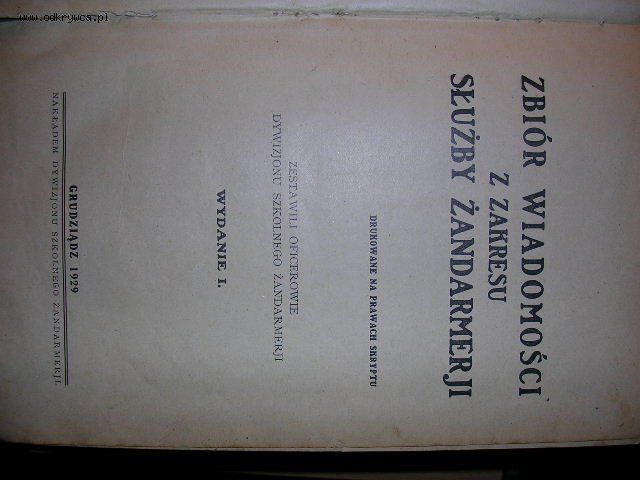 www.odkrywca.pl
ZBIÓR WIADOMOŚCI
Z ZAKRESU
SŁUŻBY ŻANDARMERJI
DRUKOWANE NA PRAWACH SKRYPTU
ZESTAWILI OFICEROWIE
DYWIZJONU SZKOLNEGO ŻANDARMERJI
WYDANIE I.
GRUDZIĄDZ 1929
NAKŁADEM DYWIZJONU SZKOLNEGO ŻANDARMERJI.